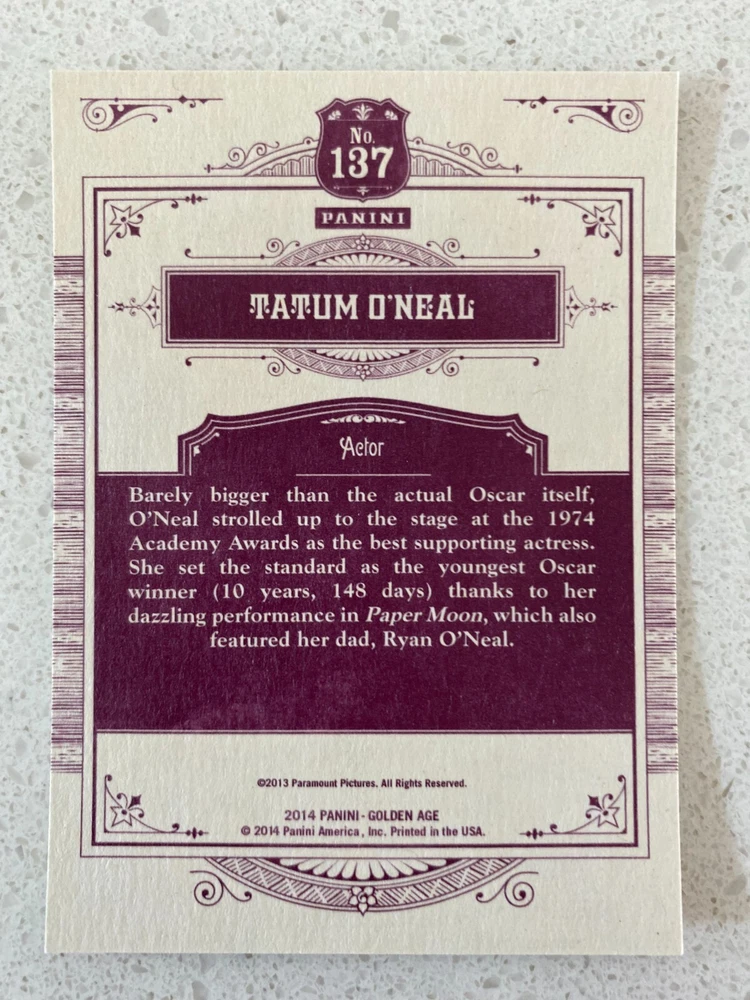 No.
137
PANINI
TATUM O'NEAL
Actor
Barely bigger than the actual Oscar itself,
O'Neal strolled up to the stage at the 1974
Academy Awards as the best supporting actress.
She set the standard as the youngest Oscar
winner (10 years, 148 days) thanks to her
dazzling performance in Paper Moon, which also
featured her dad, Ryan O'Neal.
©2013 Paramount Pictures. All Rights Reserved.
2014 PANINI - GOLDEN AGE
© 2014 Panini America, Inc. Printed in the USA.